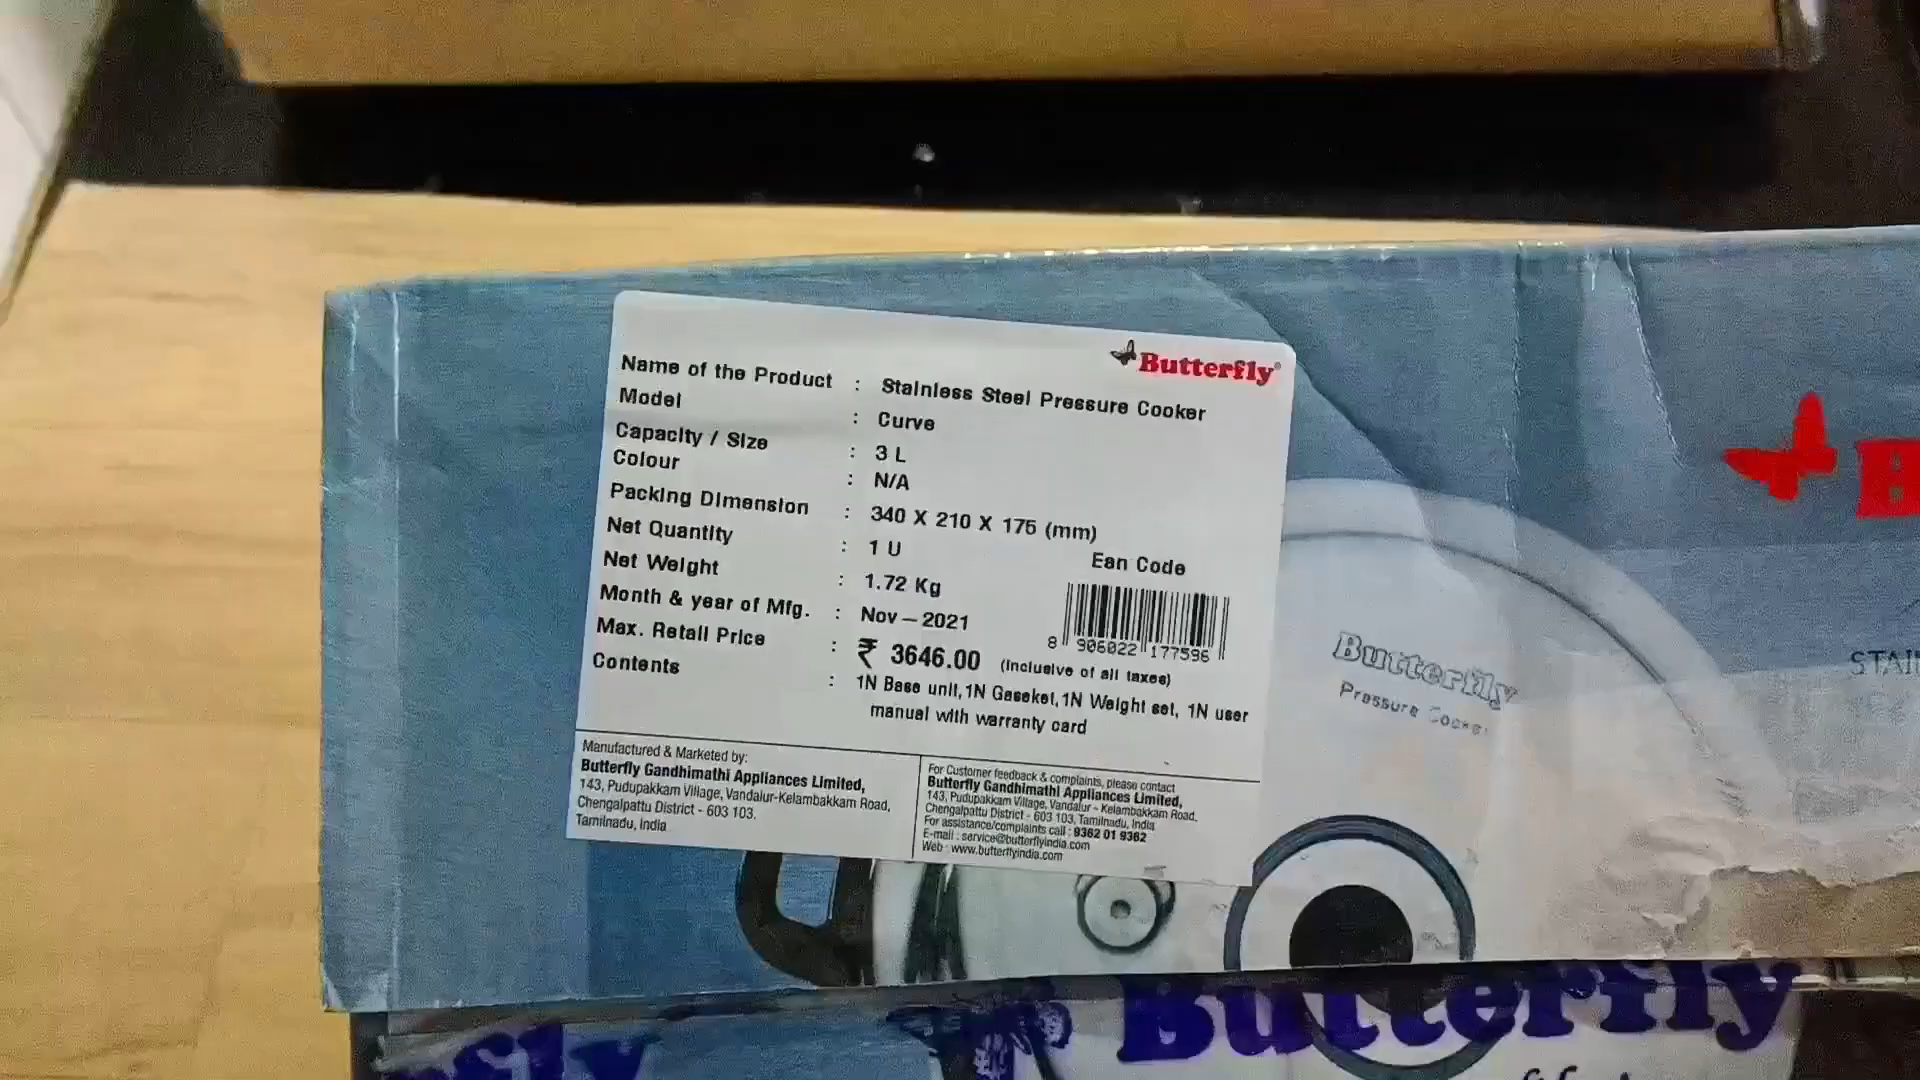 Butterfly
Name of the Product : Stainless Steel Pressure Cooker
Model : Curve
Capacity / Size : 3 L
Colour : N/A
Packing Dimension : 340 X 210 X 175 (mm)
Net Quantity : 1 U
Ean Code
Net Weight : 1.72 Kg
Month & year of Mfg. : Nov – 2021
8 906022 177596
Max. Retail Price : ₹ 3646.00 (Inclusive of all taxes)
Contents : 1N Base unit, 1N Gaseket, 1N Weight set, 1N user
manual with warranty card
Manufactured & Marketed by:
Butterfly Gandhimathi Appliances Limited,
143, Pudupakkam Village, Vandalur-Kelambakkam Road,
Chengalpattu District - 603 103.
Tamilnadu, India
For Customer feedback & complaints, please contact
Butterfly Gandhimathi Appliances Limited,
143, Pudupakkam Village, Vandalur - Kelambakkam Road,
Chengalpattu District - 603 103, Tamilnadu, India
For assistance/complaints call : 9362 01 9362
E-mail : service@butterflyindia.com
Web : www.butterflyindia.com
Butterfly
Pressure Cooker
B
STAI
fly
Butterfly